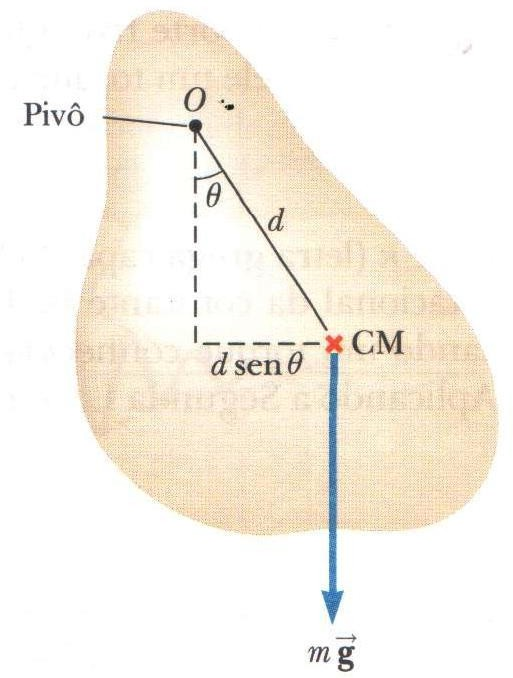 O
Pivô
θ
d
CM
d sen θ
m g⃗